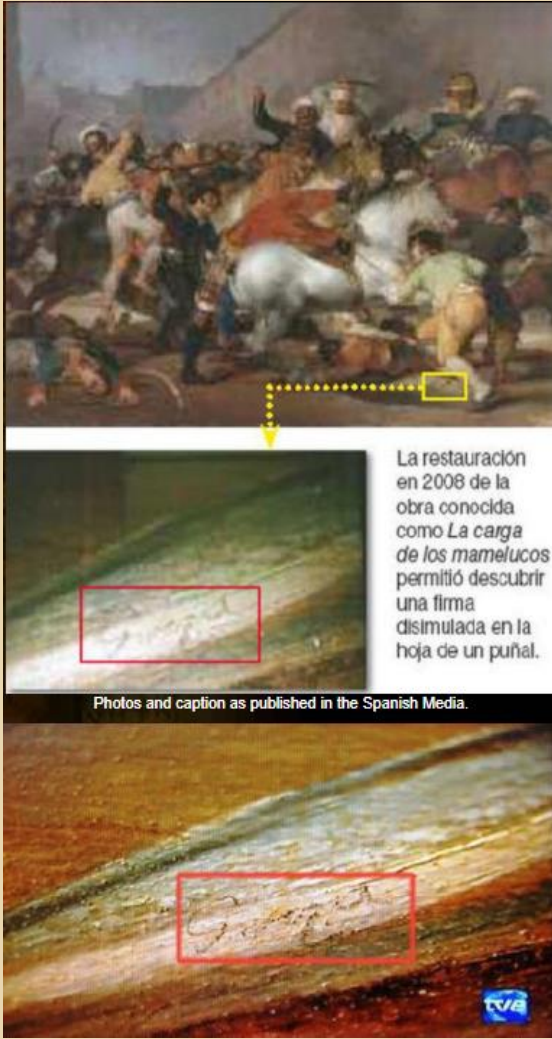 La restauración
en 2008 de la
obra conocida
como La carga
de los mamelucos
permitió descubrir
una firma
disimulada en la
hoja de un puñal.
Photos and caption as published in the Spanish Media.
tve